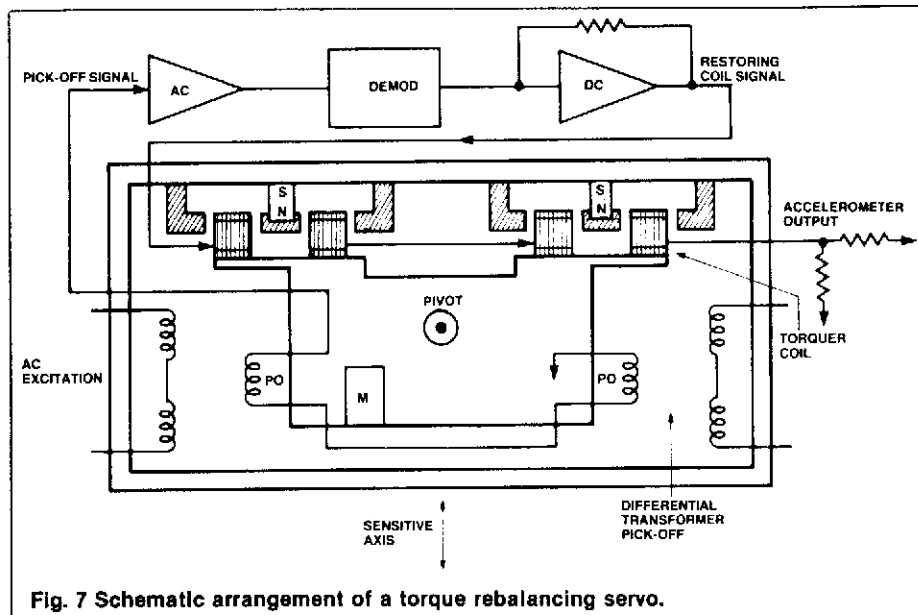 PICK-OFF SIGNAL
AC
DEMOD
DC
RESTORING
COIL SIGNAL
S
N
S
N
ACCELEROMETER
OUTPUT
PIVOT
TORQUER
COIL
AC
EXCITATION
PO
M
PO
SENSITIVE
AXIS
DIFFERENTIAL
TRANSFORMER
PICK-OFF
Fig. 7 Schematic arrangement of a torque rebalancing servo.